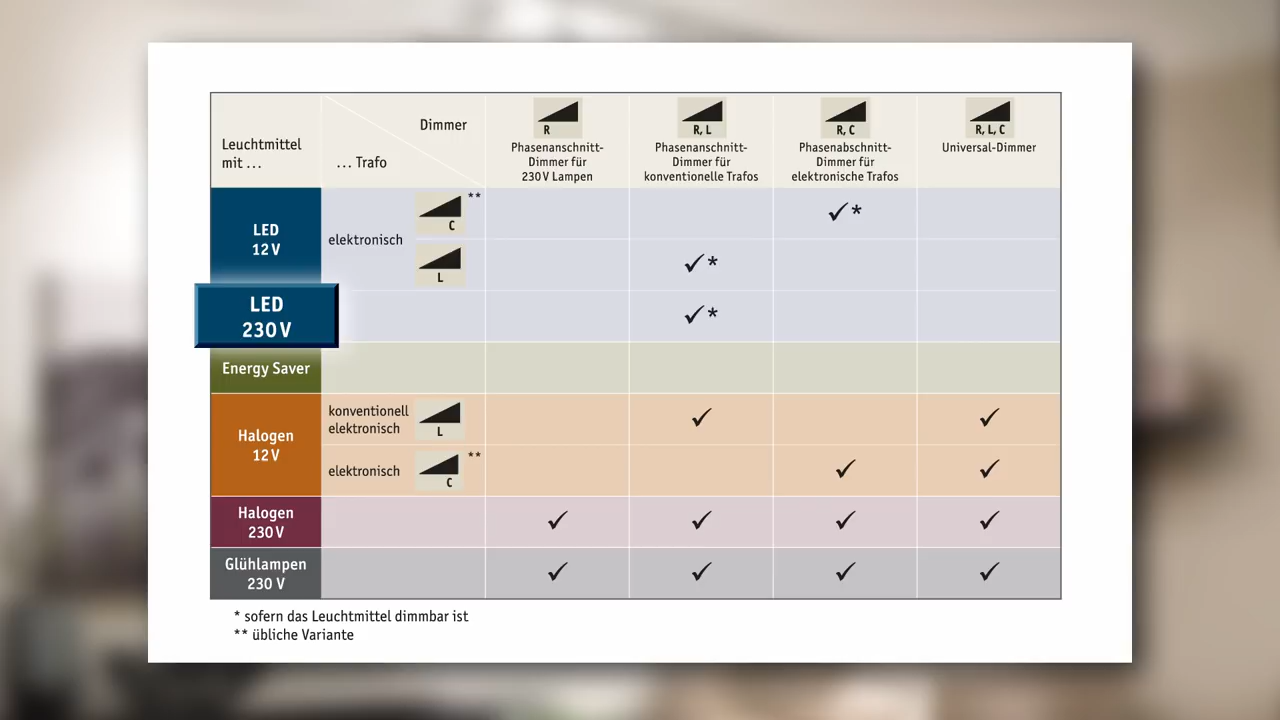 Leuchtmittel
mit ...
Dimmer
... Trafo
R
Phasenanschnitt-
Dimmer für
230 V Lampen
R, L
Phasenanschnitt-
Dimmer für
konventionelle Trafos
R, C
Phasenabschnitt-
Dimmer für
elektronische Trafos
R, L, C
Universal-Dimmer
LED
12 V
elektronisch
C
**
✓*
L
✓*
LED
230 V
✓*
Energy Saver
Halogen
12 V
konventionell
elektronisch
L
✓ ✓
elektronisch
C
**
✓ ✓
Halogen
230 V
✓ ✓ ✓ ✓
Glühlampen
230 V
✓ ✓ ✓ ✓
* sofern das Leuchtmittel dimmbar ist
** übliche Variante